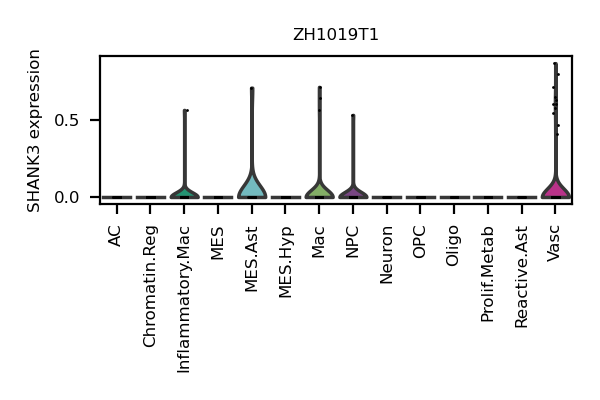 ZH1019T1
SHANK3 expression
0.5
0.0
AC
Chromatin.Reg
Inflammatory.Mac
MES
MES.Ast
MES.Hyp
Mac
NPC
Neuron
OPC
Oligo
Prolif.Metab
Reactive.Ast
Vasc